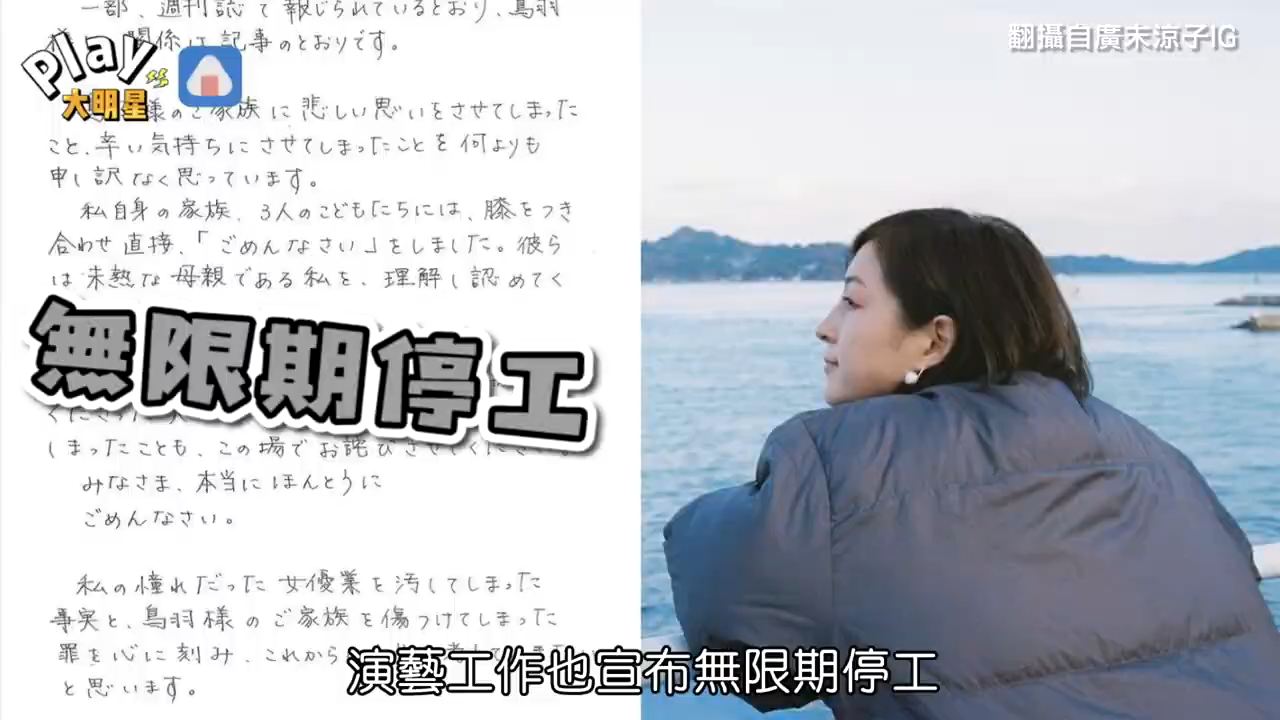 一部、週刊誌で報じられているとおり、鳥羽
関係は記事のとおりです。
Play
大明星
翻攝自廣末涼子IG
様のご家族に悲しい思いをさせてしまった
こと、辛い気持ちにさせてしまったことを何よりも
申し訳なく思っています。
私自身の家族、3人のこどもたちには、膝をつき
合わせ直接、「ごめんなさい」をしました。彼ら
は未熟な母親である私を、理解し認めてく
無限期停工
しまったことも、この場でお詫びさせてください。
みなさま、本当にほんとうに
ごめんなさい。
私の憧れだった女優業を汚してしまった
事実と、鳥羽様のご家族を傷つけてしまった
罪を心に刻み、これから
と思います。
演藝工作也宣布無限期停工